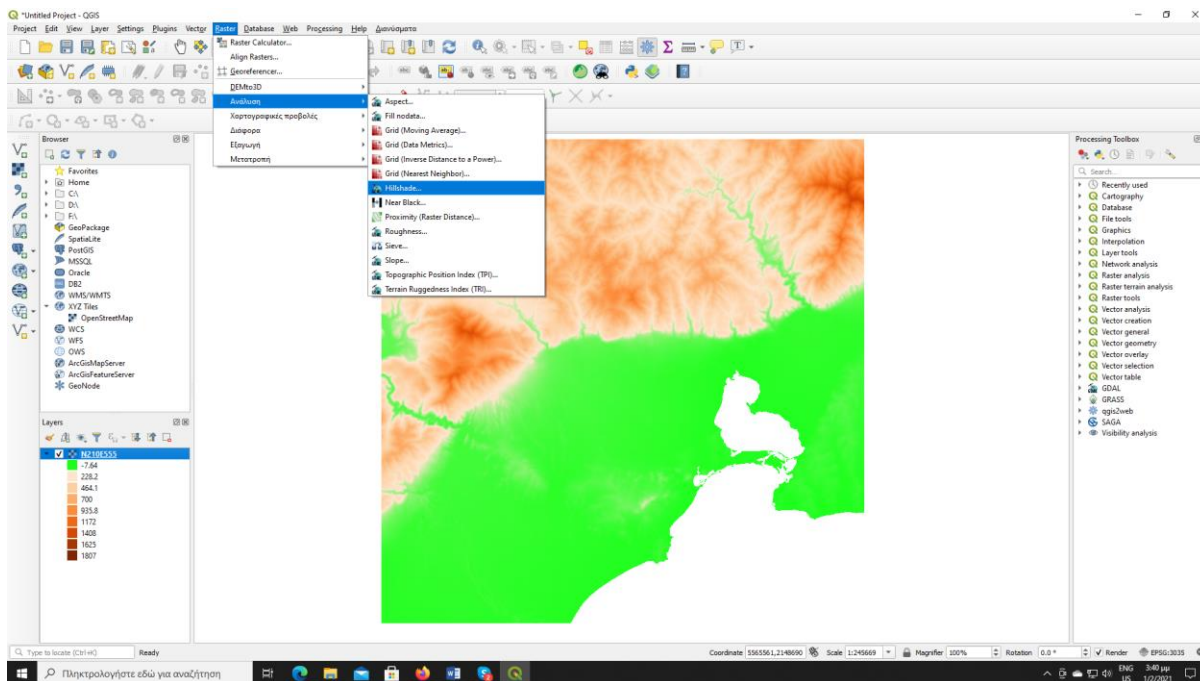 *Untitled Project - QGIS
Project Edit View Layer Settings Plugins Vector Raster Database Web Processing Help Διανύσματα
Raster Calculator...
Align Rasters...
Georeferencer...
DEMto3D
Ανάλυση
Χαρτογραφικές προβολές
Διάφορα
Εξαγωγή
Μετατροπή
Aspect...
Fill nodata...
Grid (Moving Average)...
Grid (Data Metrics)...
Grid (Inverse Distance to a Power)...
Grid (Nearest Neighbor)...
Hillshade...
Near Black...
Proximity (Raster Distance)...
Roughness...
Sieve...
Slope...
Topographic Position Index (TPI)...
Terrain Ruggedness Index (TRI)...
Browser
Favorites
Home
C:\
D:\
F:\
GeoPackage
SpatiaLite
PostGIS
MSSQL
Oracle
DB2
WMS/WMTS
XYZ Tiles
OpenStreetMap
WCS
WFS
OWS
ArcGisMapServer
ArcGisFeatureServer
GeoNode
Layers
N210E555
-7.64
228.2
464.1
700
935.8
1172
1408
1625
1807
Processing Toolbox
Search...
Recently used
Cartography
Database
File tools
Graphics
Interpolation
Layer tools
Network analysis
Raster analysis
Raster terrain analysis
Raster tools
Vector analysis
Vector creation
Vector general
Vector geometry
Vector overlay
Vector selection
Vector table
GDAL
GRASS
qgis2web
SAGA
Visibility analysis
Type to locate (Ctrl+K) Ready Coordinate 5565561,2148690 Scale 1:245669 Magnifier 100% Rotation 0.0 ° Render EPSG:3035
Πληκτρολογήστε εδώ για αναζήτηση
ENG 3:40 μμ
US 1/2/2021